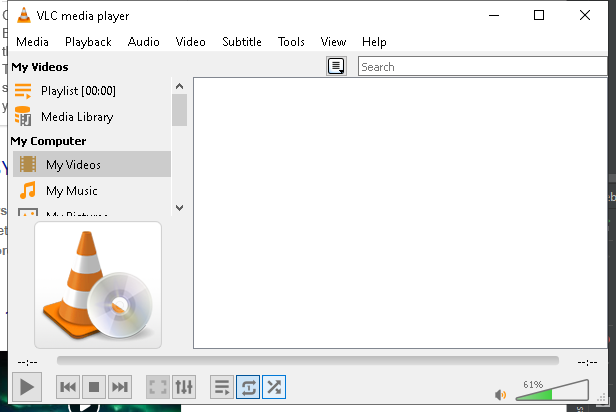 VLC media player
Media Playback Audio Video Subtitle Tools View Help
My Videos
Search
Playlist [00:00]
Media Library
My Computer
My Videos
My Music
My Pictures
--:--
--:--
61%